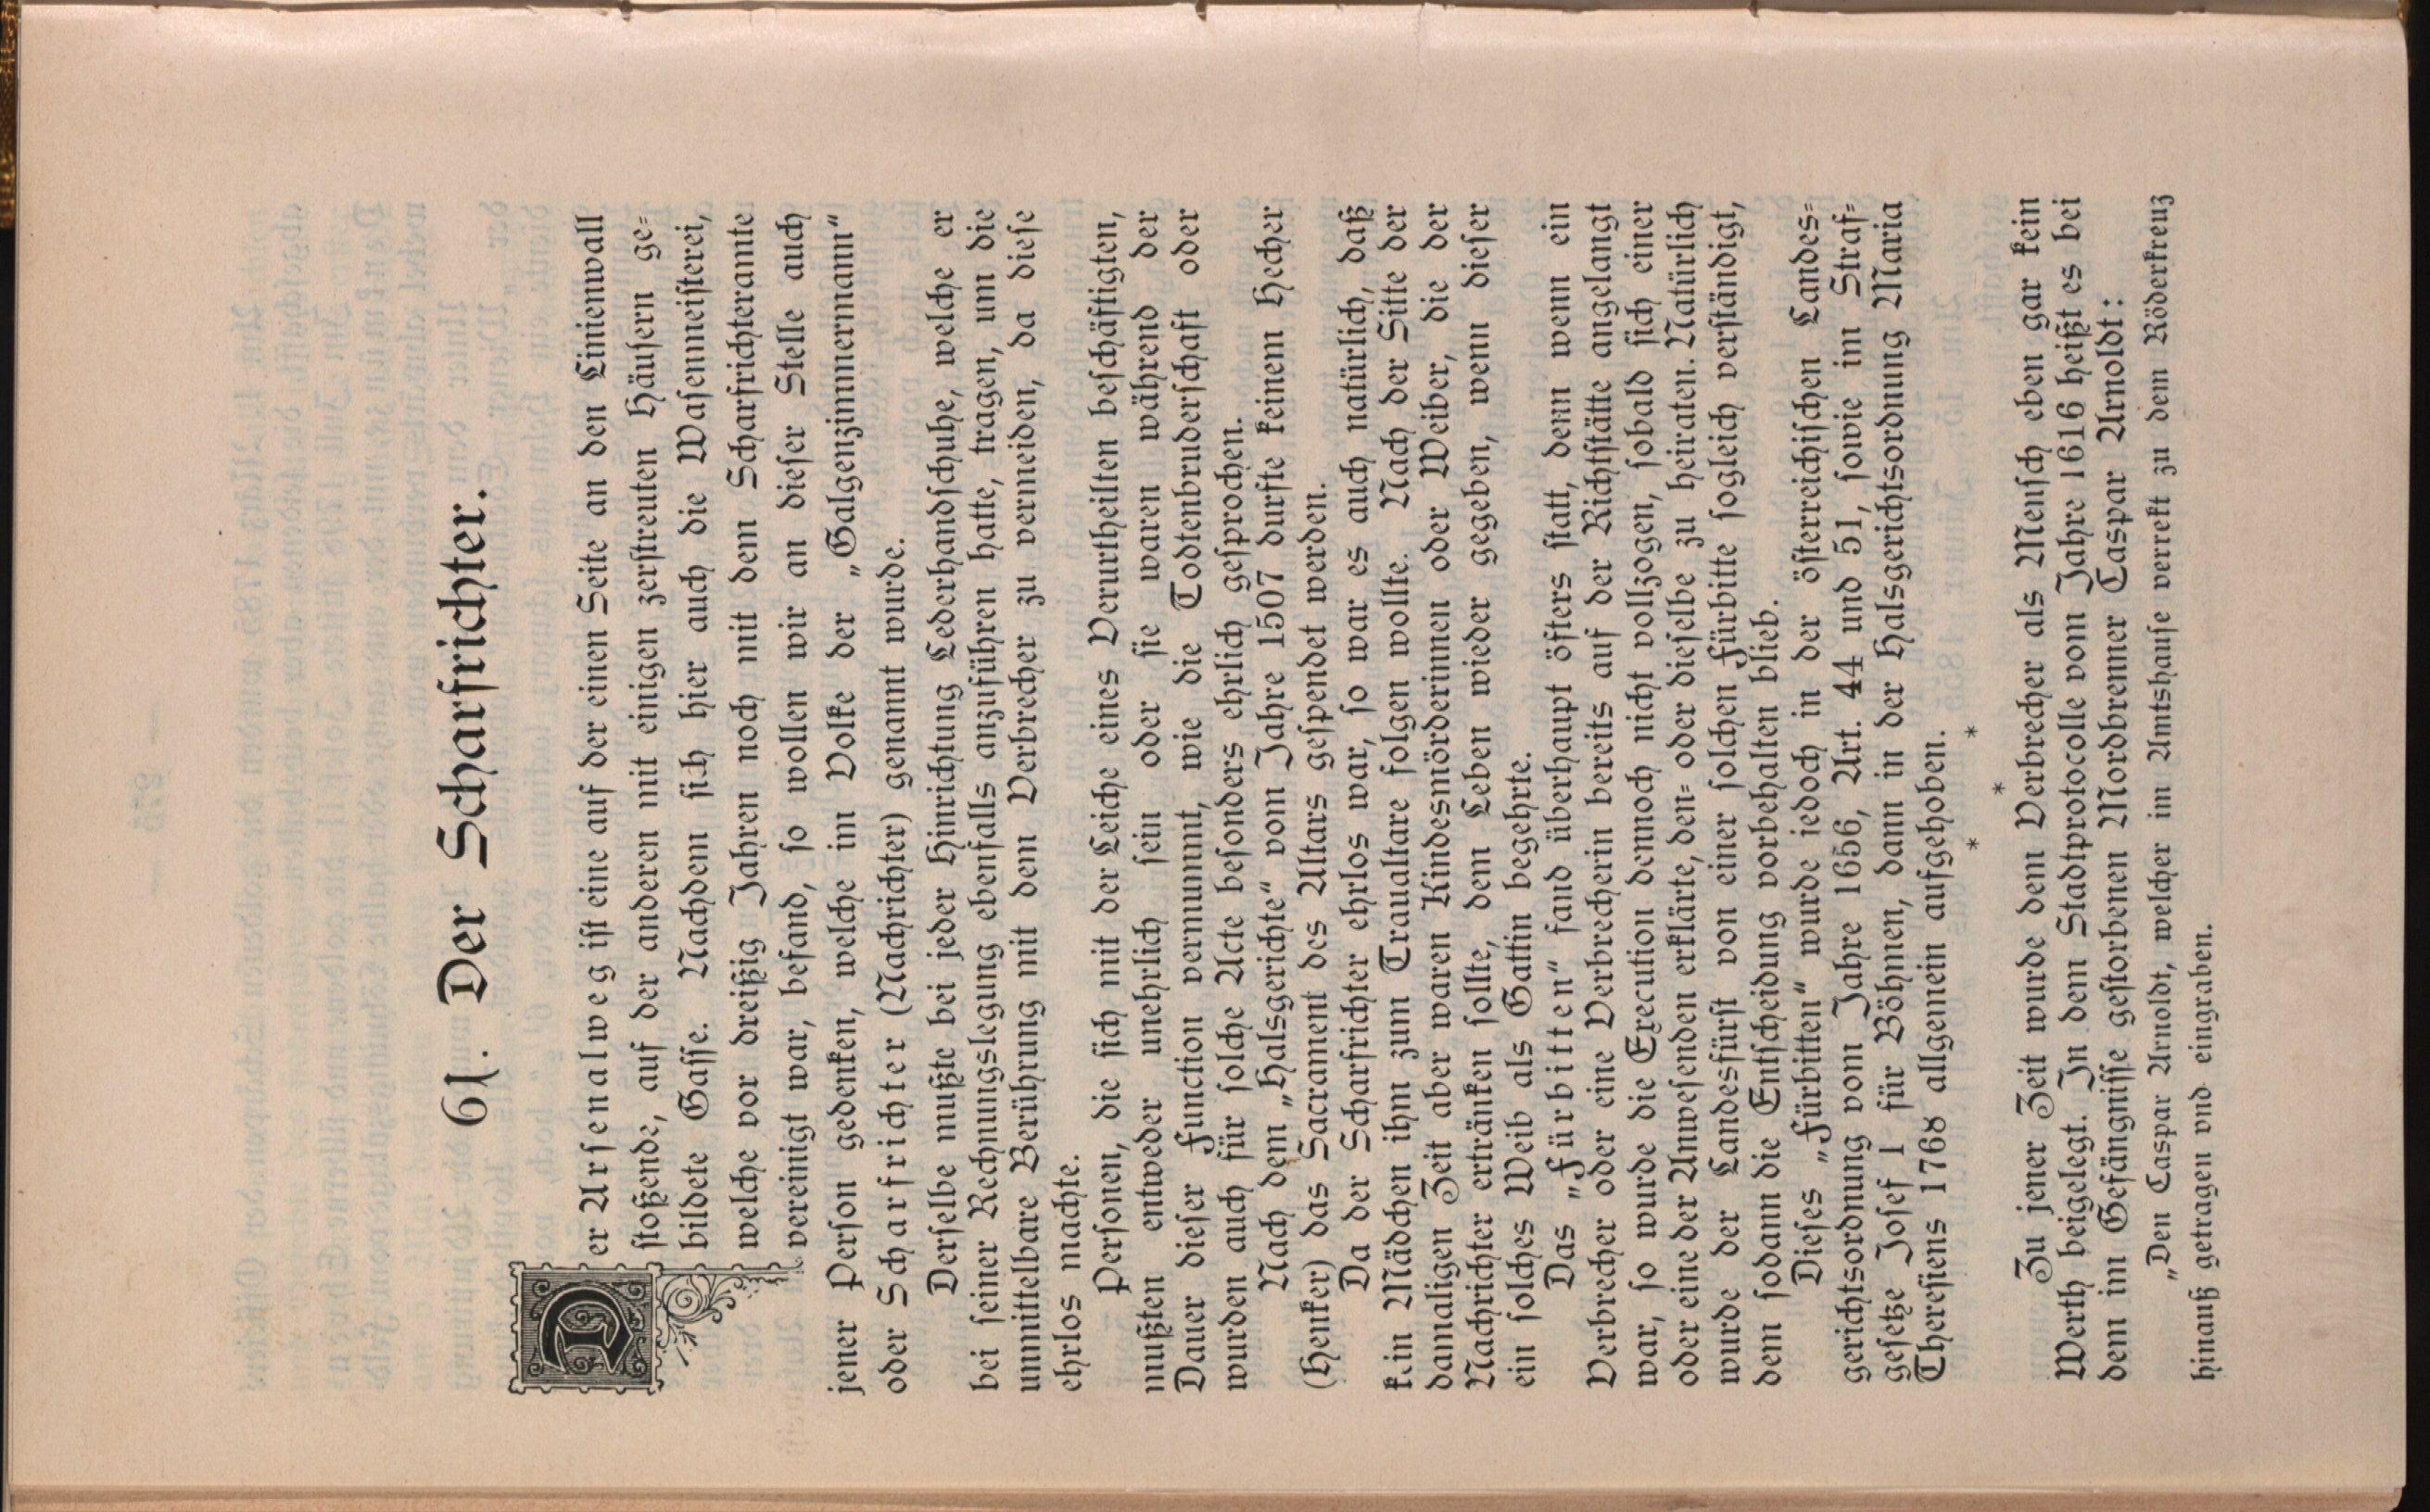 61. Der Scharfrichter.
Der Arsenalweg ist eine auf der einen Seite an den Linienwall
stoßende, auf der anderen mit einigen zerstreuten Häusern ge-
bildete Gasse. Nachdem sich hier auch die Wasenmeisterei,
welche vor dreißig Jahren noch mit dem Scharfrichteramte
vereinigt war, befand, so wollen wir an dieser Stelle auch
jener Person gedenken, welche im Volke der „Galgenzimmermann“
oder Scharfrichter (Nachrichter) genannt wurde.
Derselbe mußte bei jeder Hinrichtung Lederhandschuhe, welche er
bei seiner Rechnungslegung ebenfalls anzuführen hatte, tragen, um die
unmittelbare Berührung mit dem Verbrecher zu vermeiden, da diese
ehrlos machte.
Personen, die sich mit der Leiche eines Verurtheilten beschäftigten,
mußten entweder unehrlich sein oder sie waren während der
Dauer dieser Function vermummt, wie die Todtenbruderschaft oder
wurden auch für solche Acte besonders ehrlich gesprochen.
Nach dem „Halsgerichte“ vom Jahre 1507 durfte keinem Hecher
(Henker) das Sacrament des Altars gespendet werden.
Da der Scharfrichter ehrlos war, so war es auch natürlich, daß
kein Mädchen ihm zum Traualtare folgen wollte. Nach der Sitte der
damaligen Zeit aber waren Kindesmörderinnen oder Weiber, die der
Nachrichter ertränken sollte, dem Leben wieder gegeben, wenn dieser
ein solches Weib als Gattin begehrte.
Das „Fürbitten“ fand überhaupt öfters statt, denn wenn ein
Verbrecher oder eine Verbrecherin bereits auf der Richtstätte angelangt
war, so wurde die Execution dennoch nicht vollzogen, sobald sich einer
oder eine der Anwesenden erklärte, den- oder dieselbe zu heiraten. Natürlich
wurde der Landesfürst von einer solchen Fürbitte sogleich verständigt,
dem sodann die Entscheidung vorbehalten blieb.
Dieses „Fürbitten“ wurde jedoch in der österreichischen Landes-
gerichtsordnung vom Jahre 1656, Art. 44 und 51, sowie im Straf-
gesetze Josef I für Böhmen, dann in der Halsgerichtsordnung Maria
Theresiens 1768 allgemein aufgehoben.
* * *
Zu jener Zeit wurde dem Verbrecher als Mensch eben gar kein
Werth beigelegt. In dem Stadtprotocolle vom Jahre 1616 heißt es bei
dem im Gefängnisse gestorbenen Mordbrenner Caspar Arnoldt:
„Den Caspar Arnoldt, welcher im Amtshause verrekt zu dem Röderkreuz
hinauß getragen vnd eingraben.